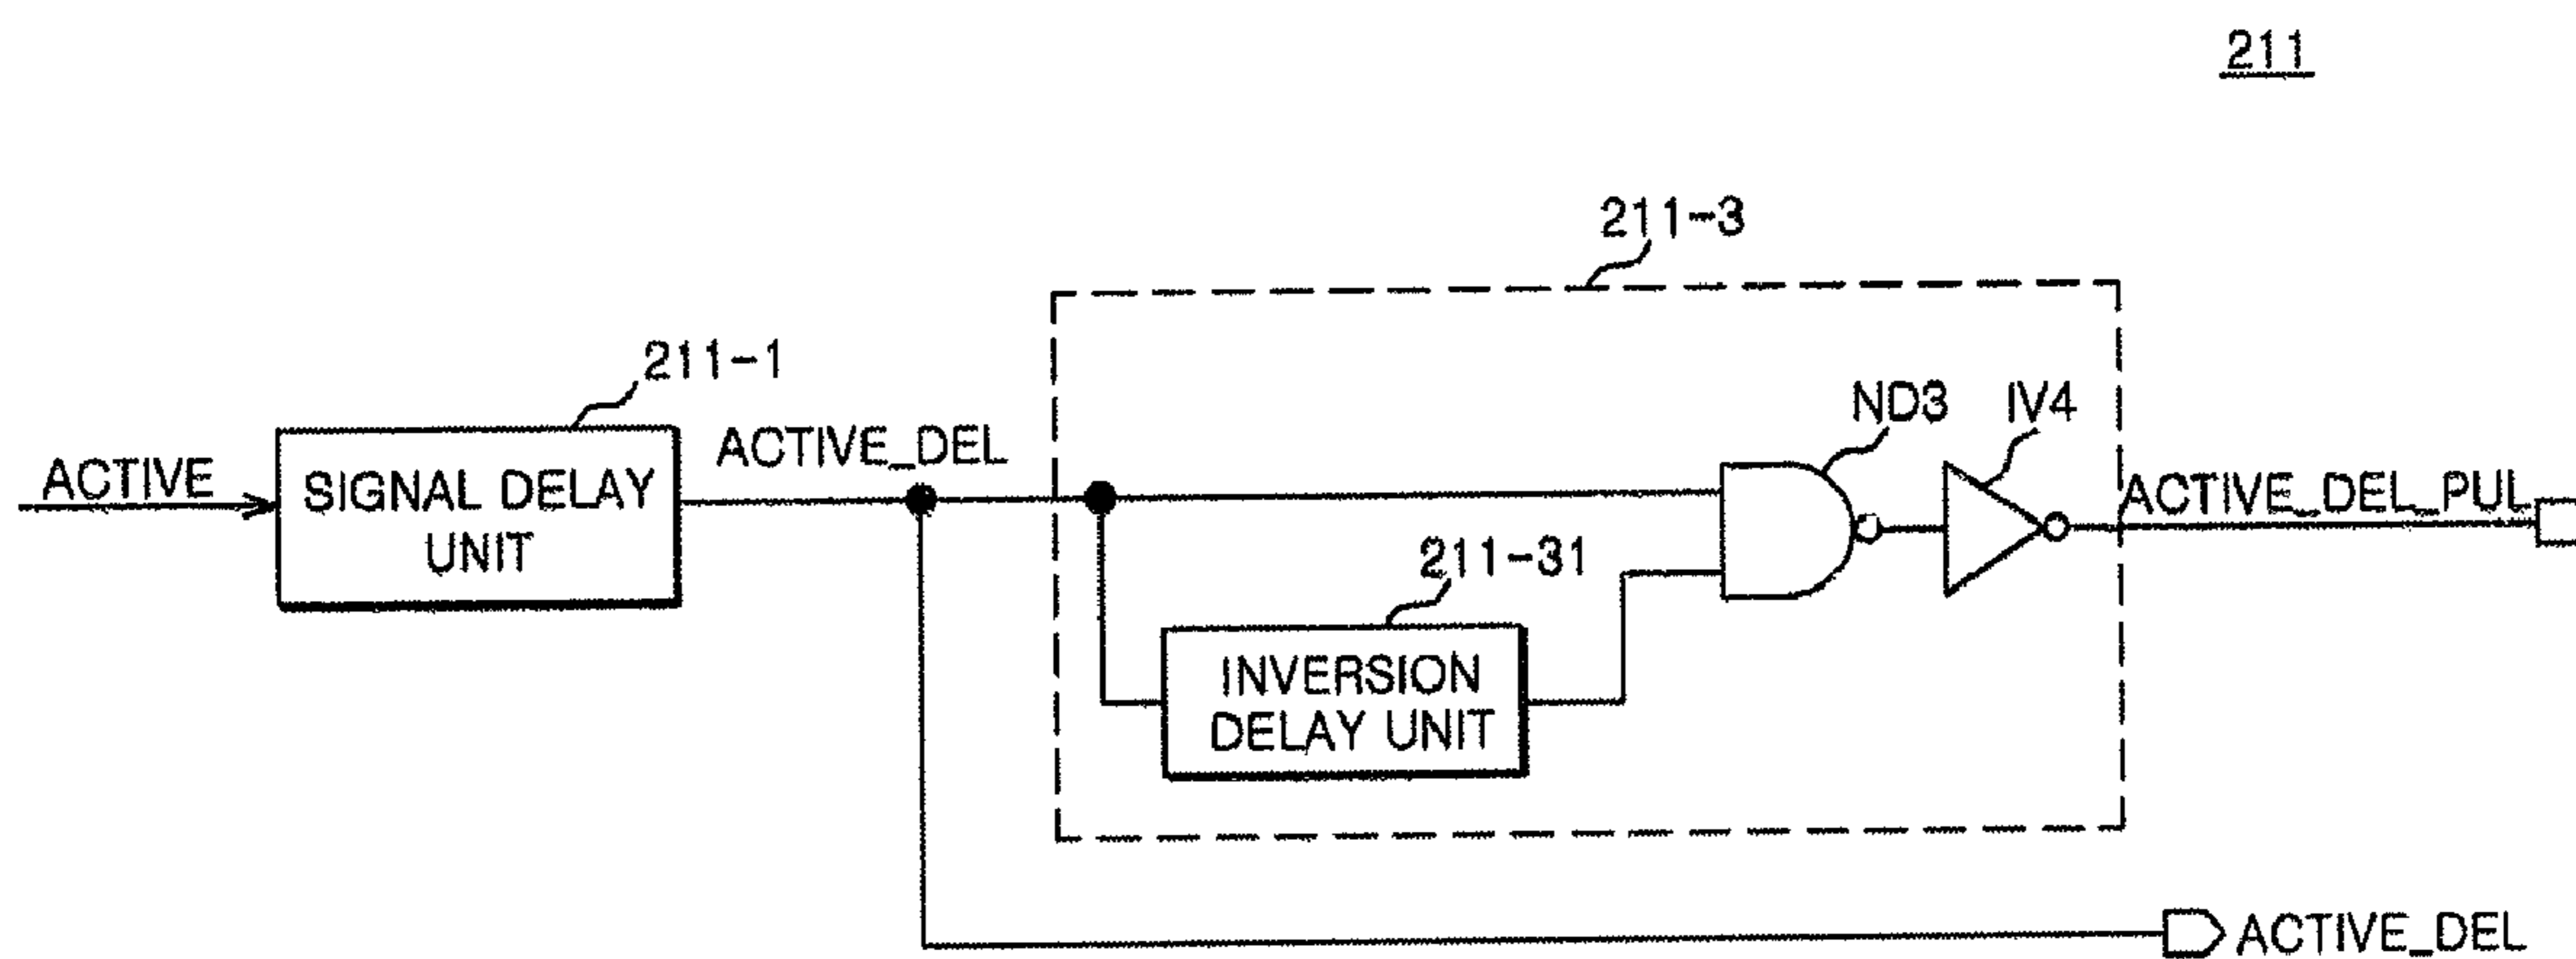 211
211-3
211-1
ND3
IV4
ACTIVE
SIGNAL DELAY
UNIT
ACTIVE_DEL
ACTIVE_DEL_PUL
211-31
INVERSION
DELAY UNIT
ACTIVE_DEL